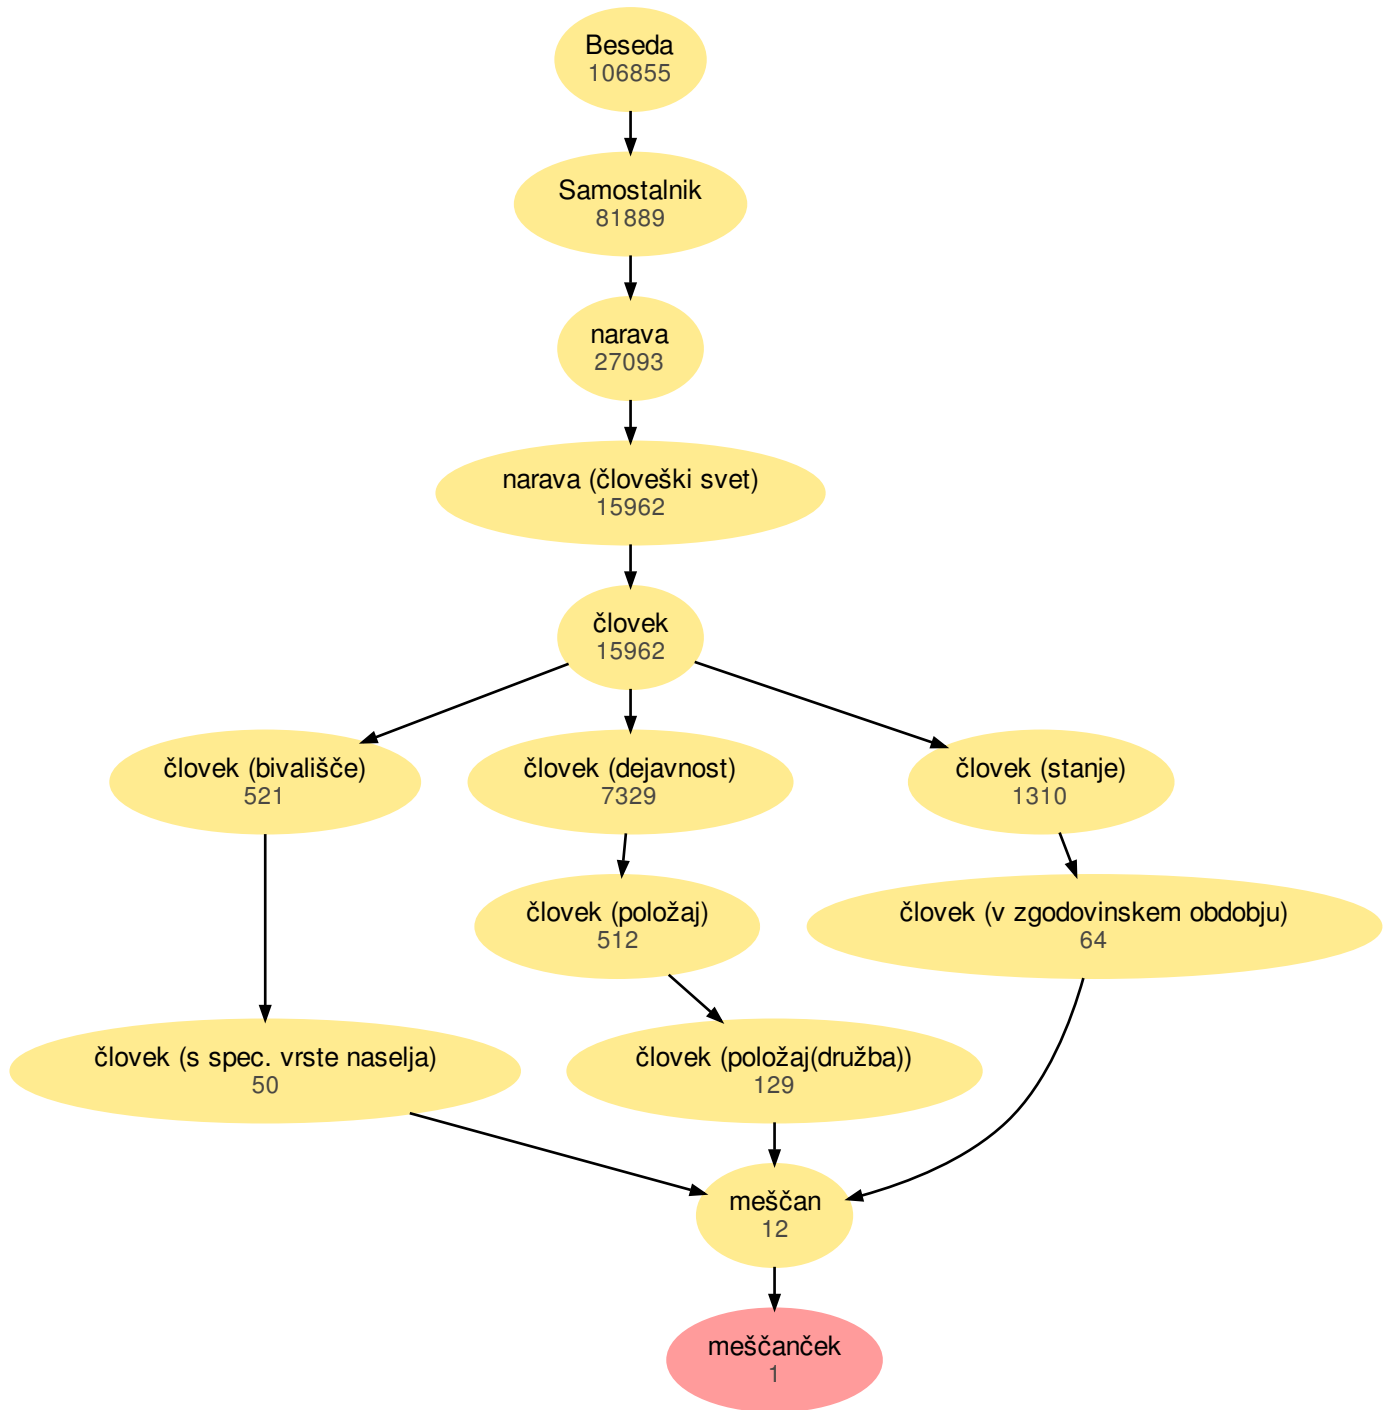 Beseda
106855
Samostalnik
81889
narava
27093
narava (človeški svet)
15962
človek
15962
človek (bivališče)
521
človek (dejavnost)
7329
človek (stanje)
1310
človek (položaj)
512
človek (v zgodovinskem obdobju)
64
človek (s spec. vrste naselja)
50
človek (položaj(družba))
129
meščan
12
meščanček
1